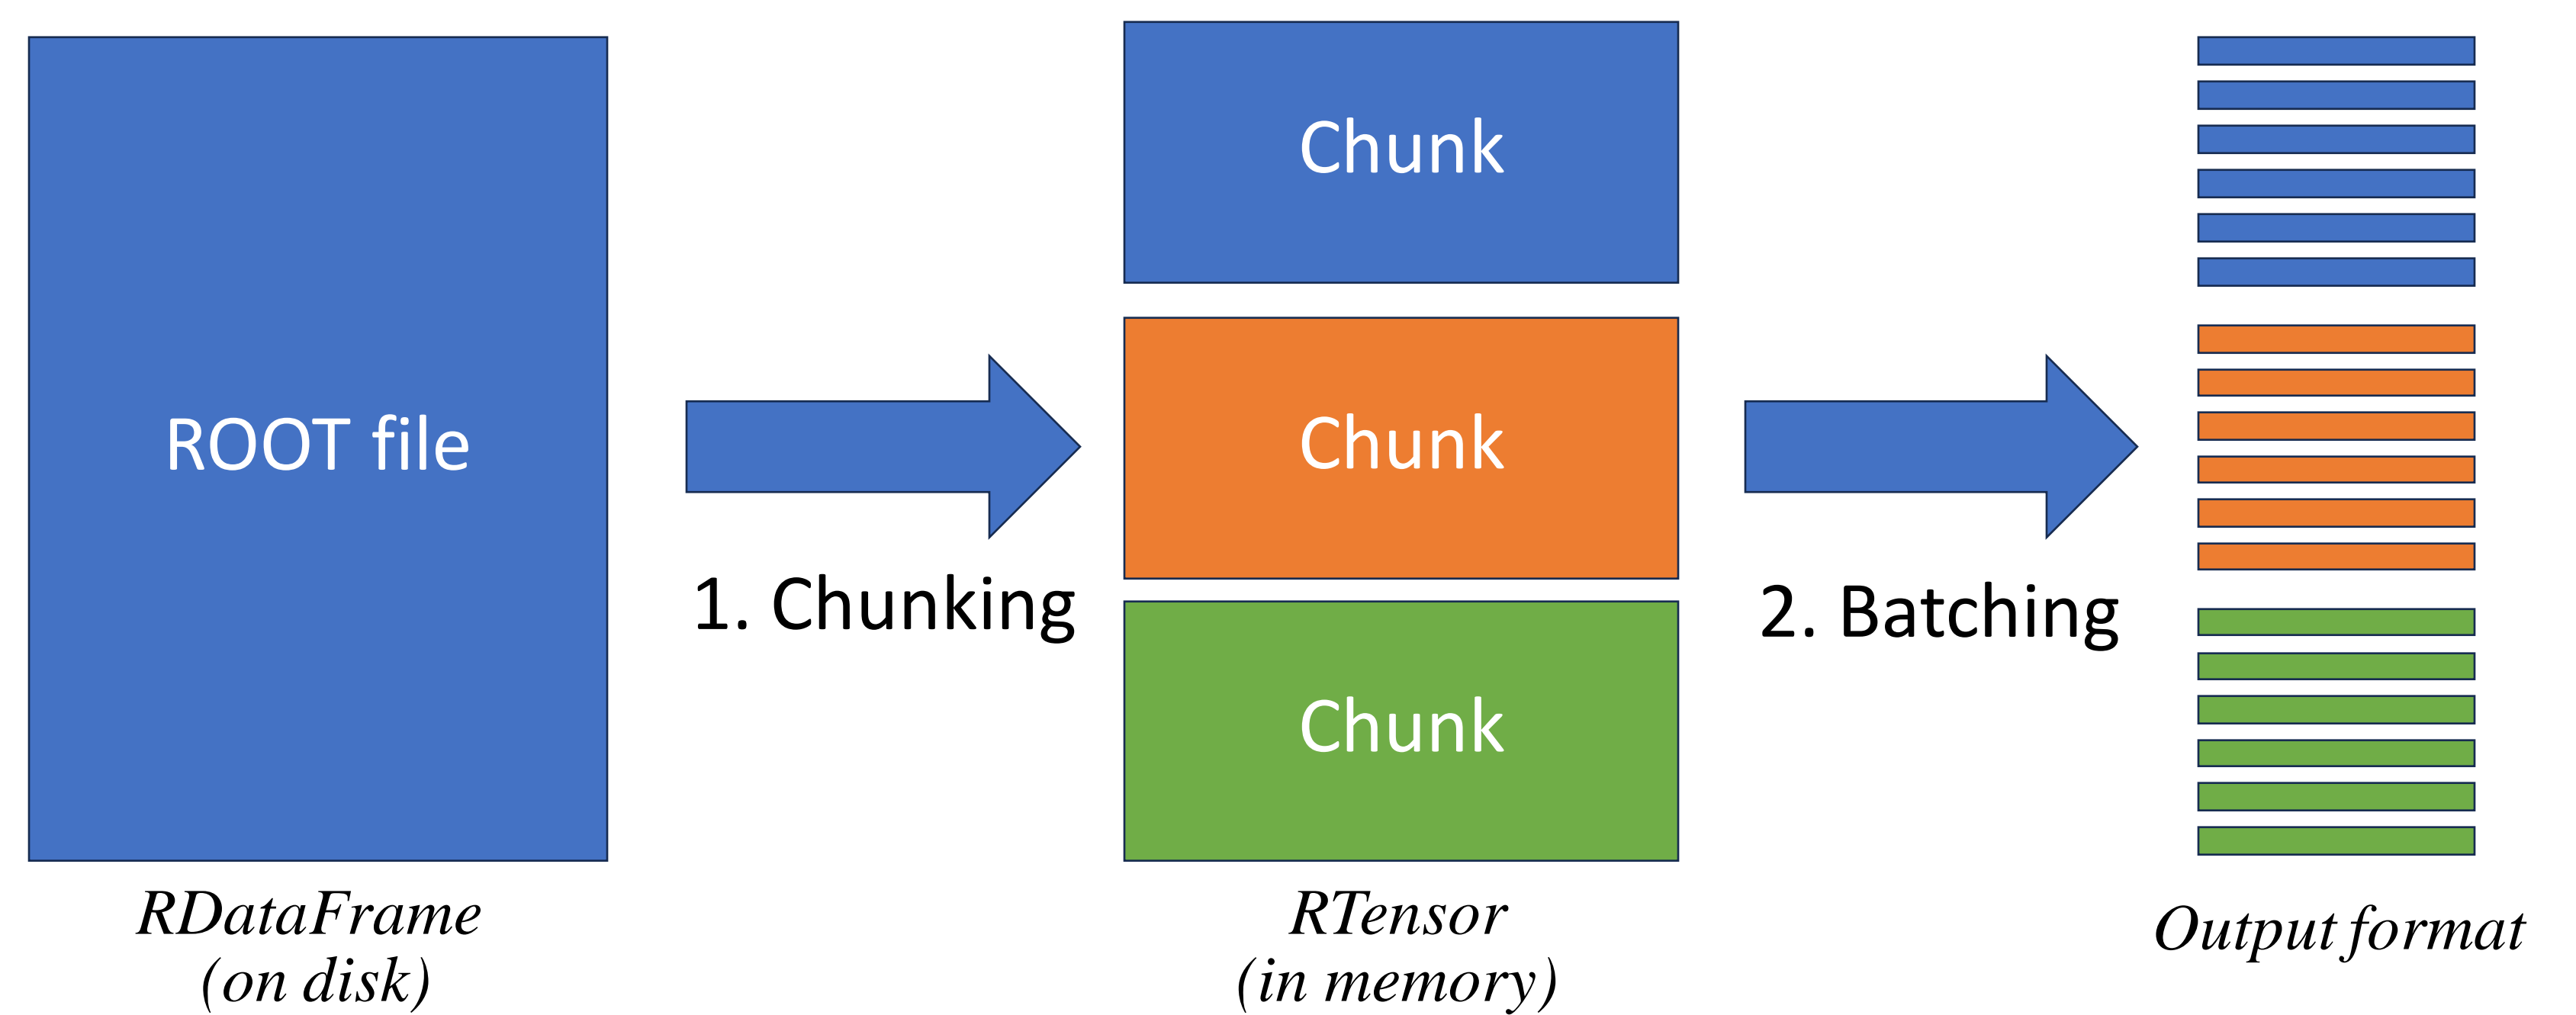 ROOT file
RDataFrame
(on disk)
1. Chunking
Chunk
Chunk
Chunk
RTensor
(in memory)
2. Batching
Output format